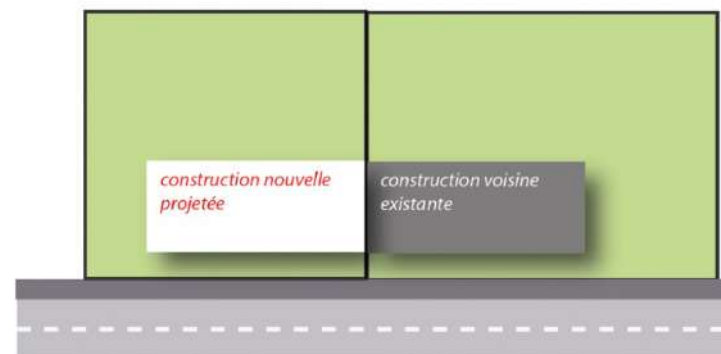 construction nouvelle
projetée
construction voisine
existante